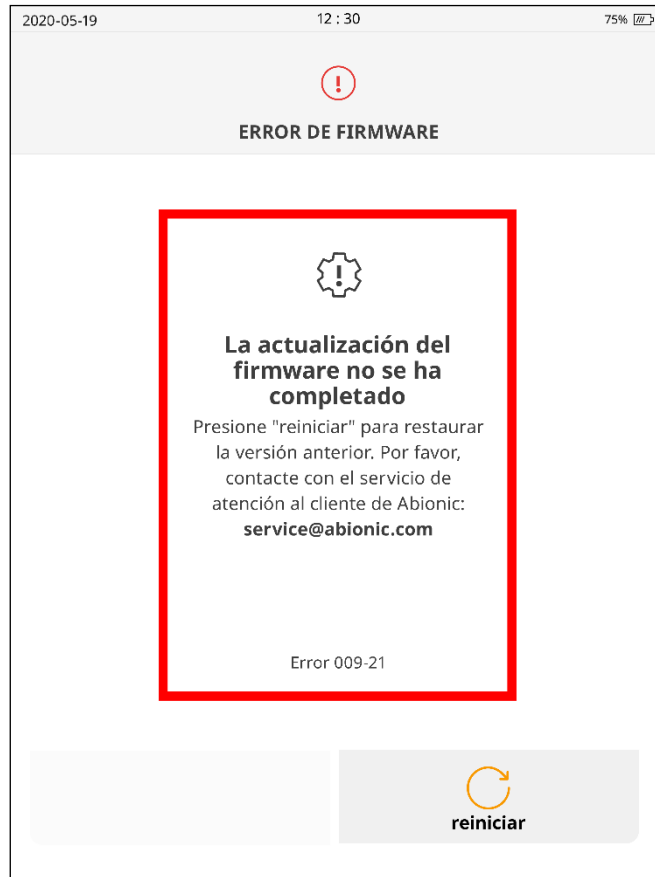 2020-05-19
12 : 30
75%
ERROR DE FIRMWARE
La actualización del
firmware no se ha
completado
Presione "reiniciar" para restaurar
la versión anterior. Por favor,
contacte con el servicio de
atención al cliente de Abionic:
service@abionic.com
Error 009-21
reiniciar